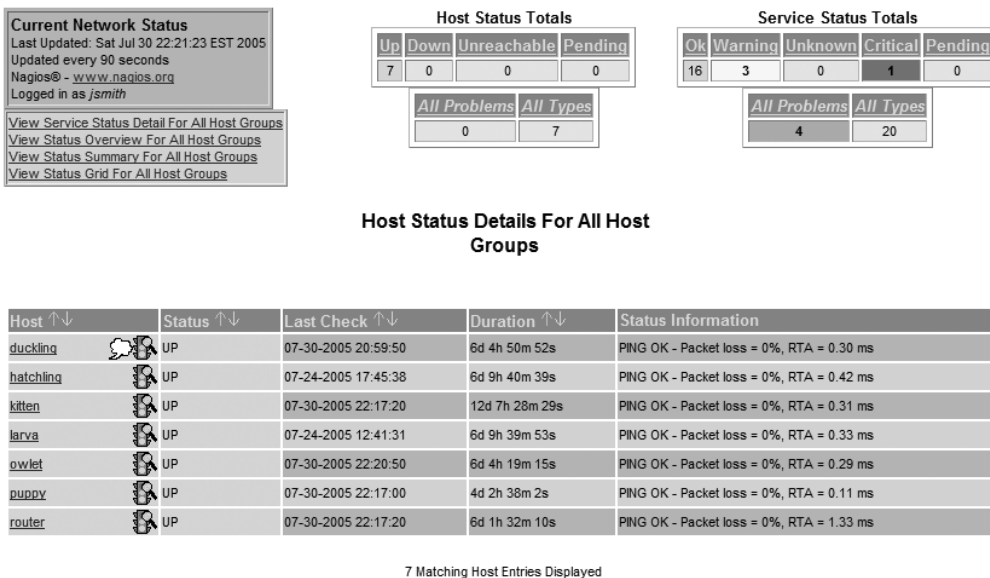 Current Network Status
Last Updated: Sat Jul 30 22:21:23 EST 2005
Updated every 90 seconds
Nagios® - www.nagios.org
Logged in as jsmith
View Service Status Detail For All Host Groups
View Status Overview For All Host Groups
View Status Summary For All Host Groups
View Status Grid For All Host Groups
Host Status Totals
Up Down Unreachable Pending
7 0 0 0
All Problems All Types
0 7
Service Status Totals
Ok Warning Unknown Critical Pending
16 3 0 1 0
All Problems All Types
4 20
Host Status Details For All Host
Groups
Host Status Last Check Duration Status Information
duckling UP 07-30-2005 20:59:50 6d 4h 50m 52s PING OK - Packet loss = 0%, RTA = 0.30 ms
hatchling UP 07-24-2005 17:45:38 6d 9h 40m 39s PING OK - Packet loss = 0%, RTA = 0.42 ms
kitten UP 07-30-2005 22:17:20 12d 7h 28m 29s PING OK - Packet loss = 0%, RTA = 0.31 ms
larva UP 07-24-2005 12:41:31 6d 9h 39m 53s PING OK - Packet loss = 0%, RTA = 0.33 ms
owlet UP 07-30-2005 22:20:50 6d 4h 19m 15s PING OK - Packet loss = 0%, RTA = 0.29 ms
puppy UP 07-30-2005 22:17:00 4d 2h 38m 2s PING OK - Packet loss = 0%, RTA = 0.11 ms
router UP 07-30-2005 22:17:20 6d 1h 32m 10s PING OK - Packet loss = 0%, RTA = 1.33 ms
7 Matching Host Entries Displayed